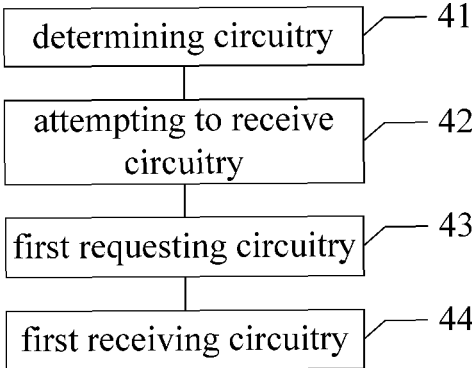 determining circuitry
41
attempting to receive
circuitry
42
first requesting circuitry
43
first receiving circuitry
44